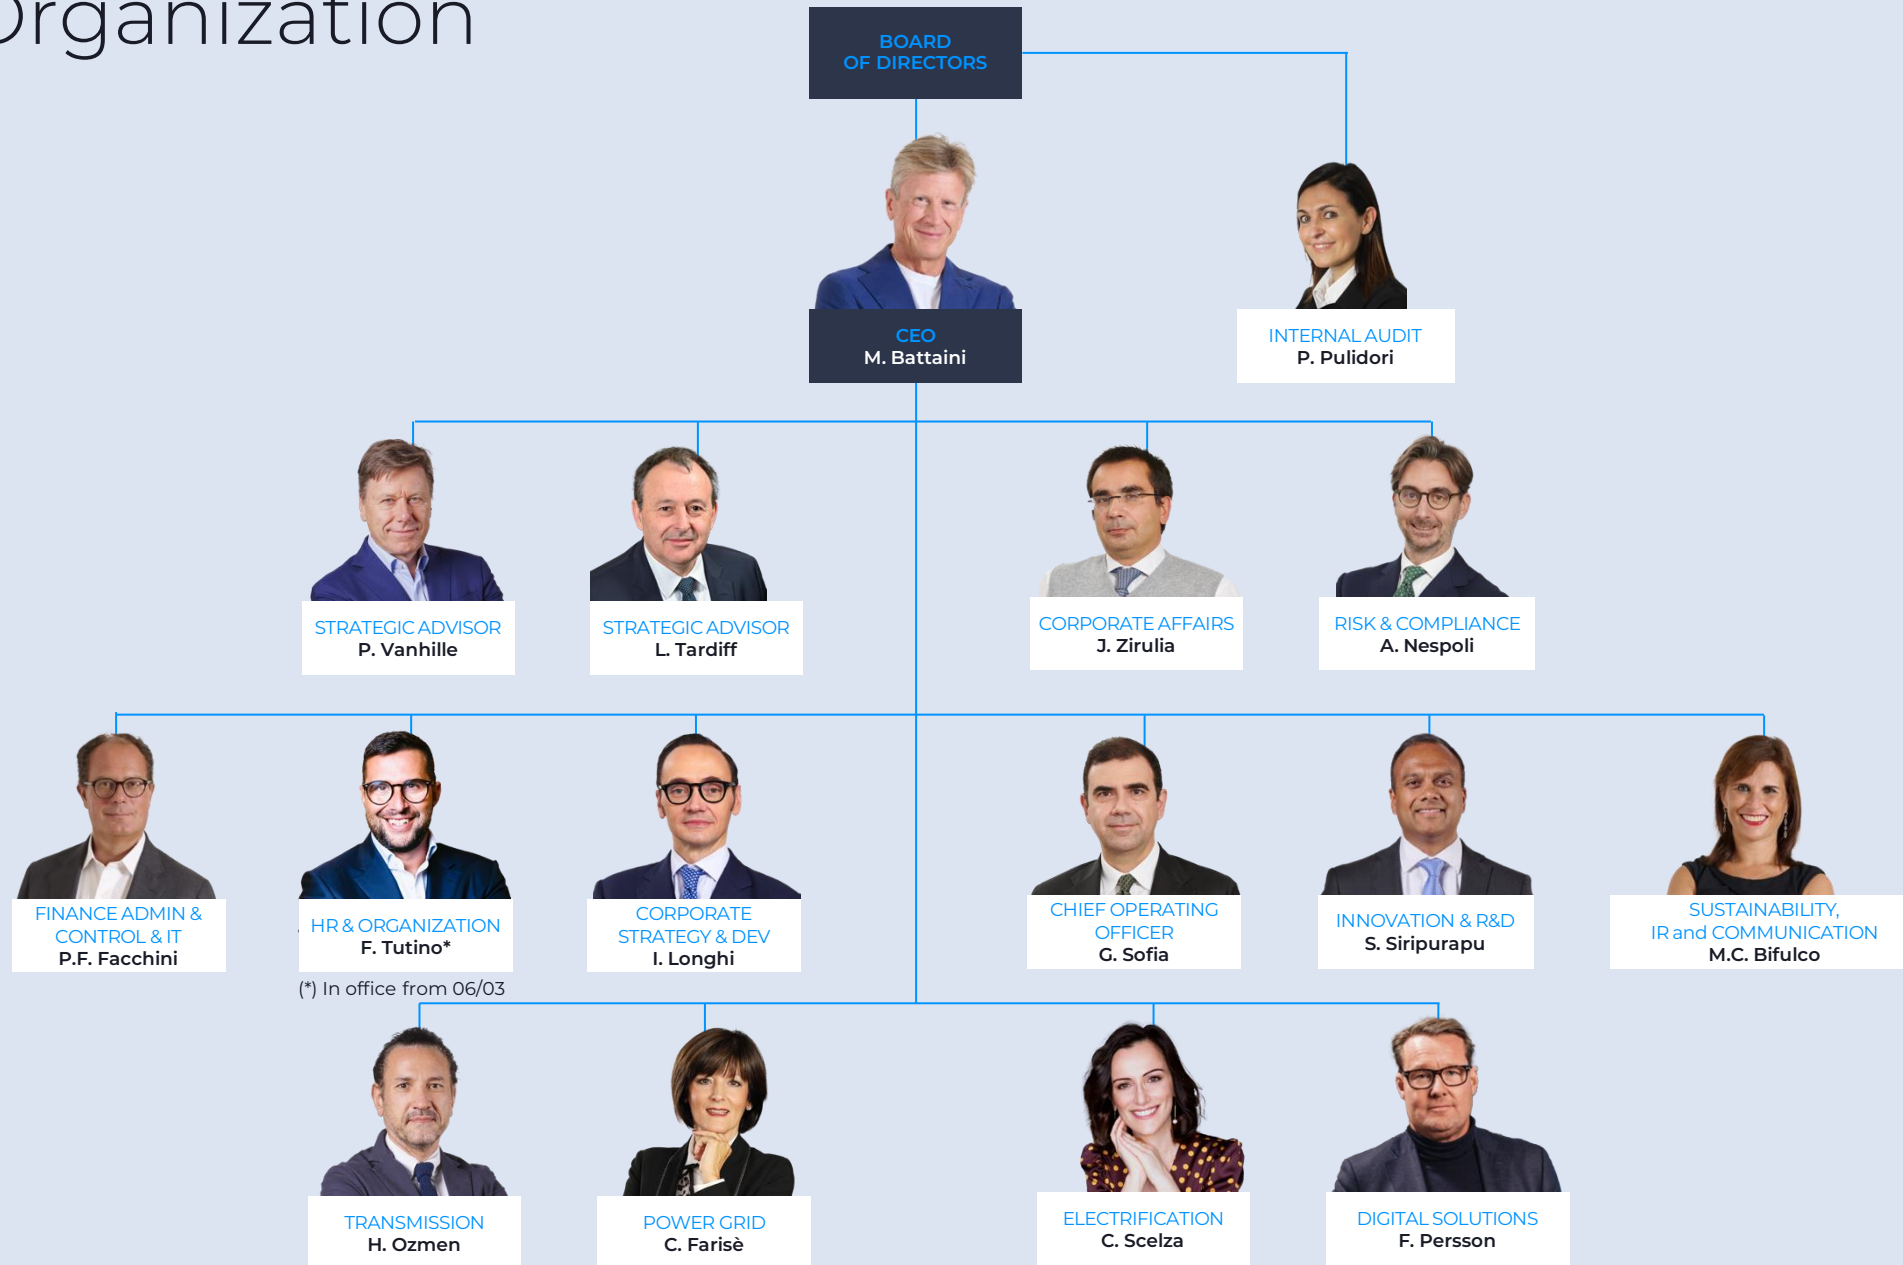 Organization
BOARD
OF DIRECTORS
CEO
M. Battaini
INTERNAL AUDIT
P. Pulidori
STRATEGIC ADVISOR
P. Vanhille
STRATEGIC ADVISOR
L. Tardiff
CORPORATE AFFAIRS
J. Zirulia
RISK & COMPLIANCE
A. Nespoli
FINANCE ADMIN &
CONTROL & IT
P.F. Facchini
HR & ORGANIZATION
F. Tutino*
(*) In office from 06/03
CORPORATE
STRATEGY & DEV
I. Longhi
CHIEF OPERATING
OFFICER
G. Sofia
INNOVATION & R&D
S. Siripurapu
SUSTAINABILITY,
IR and COMMUNICATION
M.C. Bifulco
TRANSMISSION
H. Ozmen
POWER GRID
C. Farisè
ELECTRIFICATION
C. Scelza
DIGITAL SOLUTIONS
F. Persson